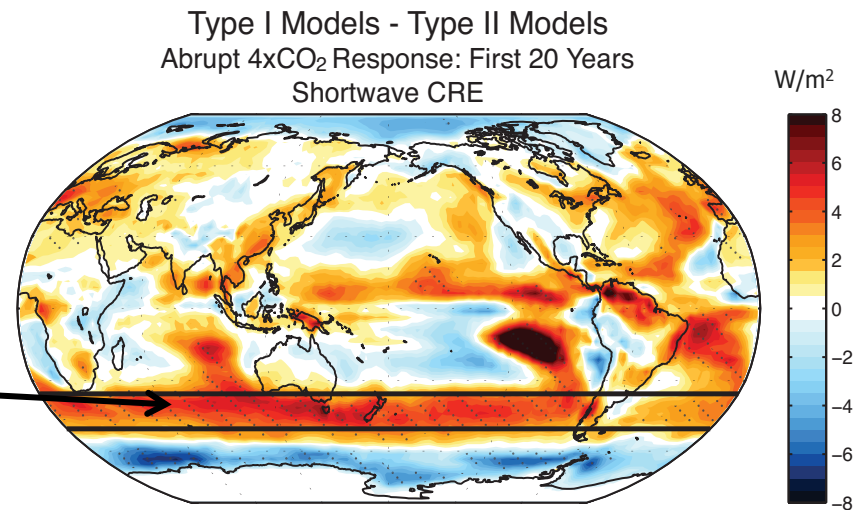 Type I Models - Type II Models
Abrupt 4xCO₂ Response: First 20 Years
Shortwave CRE
W/m²
8
6
4
2
0
−2
−4
−6
−8